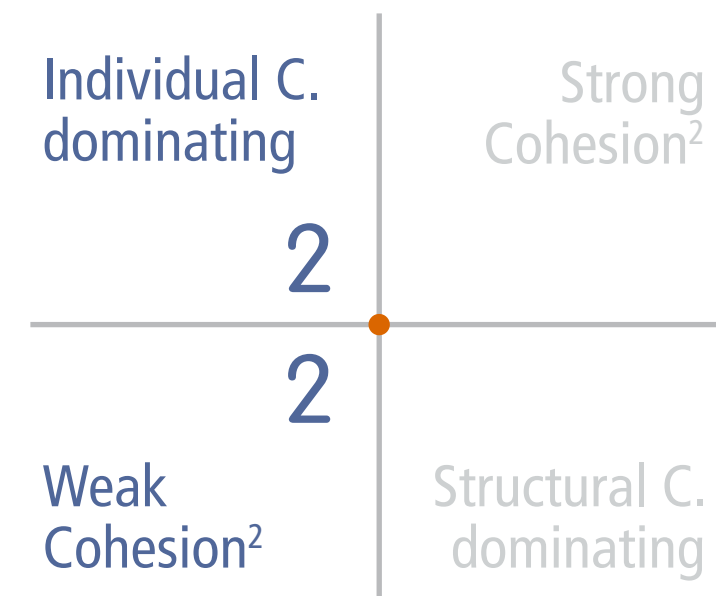 Individual C.
dominating
Strong
Cohesion²
2
2
Weak
Cohesion²
Structural C.
dominating